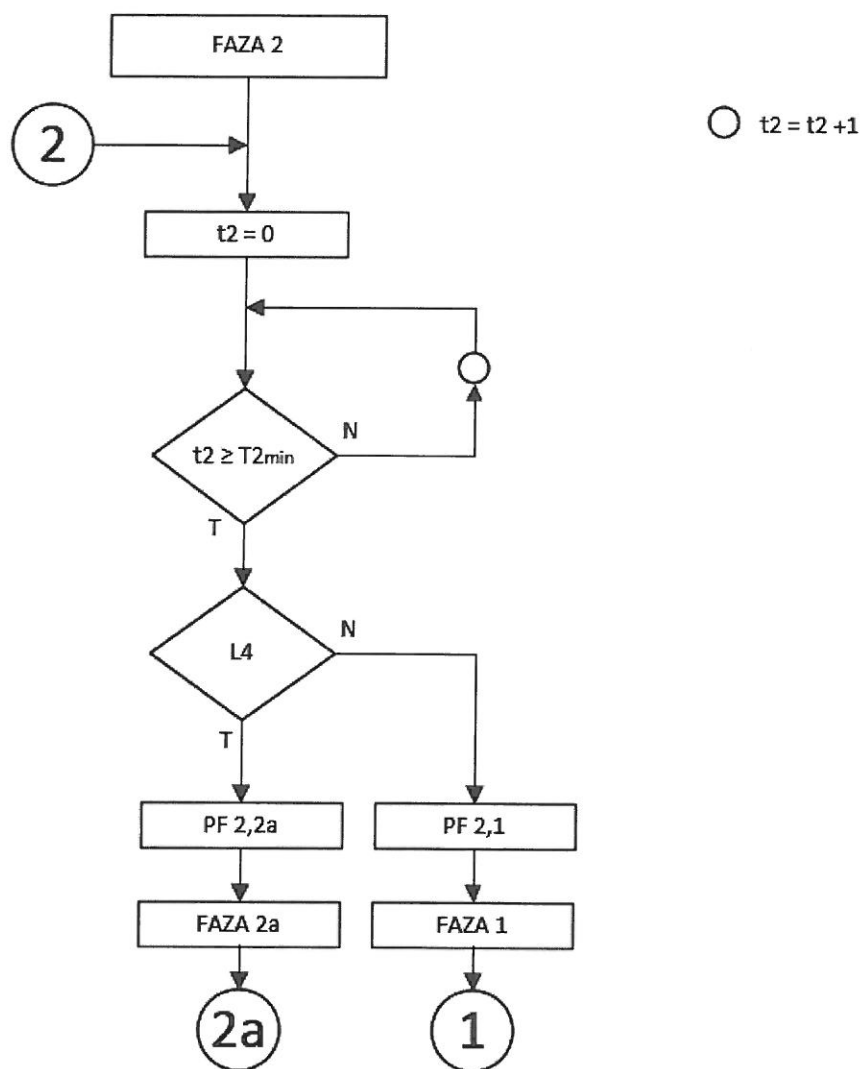 FAZA 2
2
t2 = t2 +1
t2 = 0
N
t2 ≥ T2min
T
N
L4
T
PF 2,2a
PF 2,1
FAZA 2a
FAZA 1
2a
1